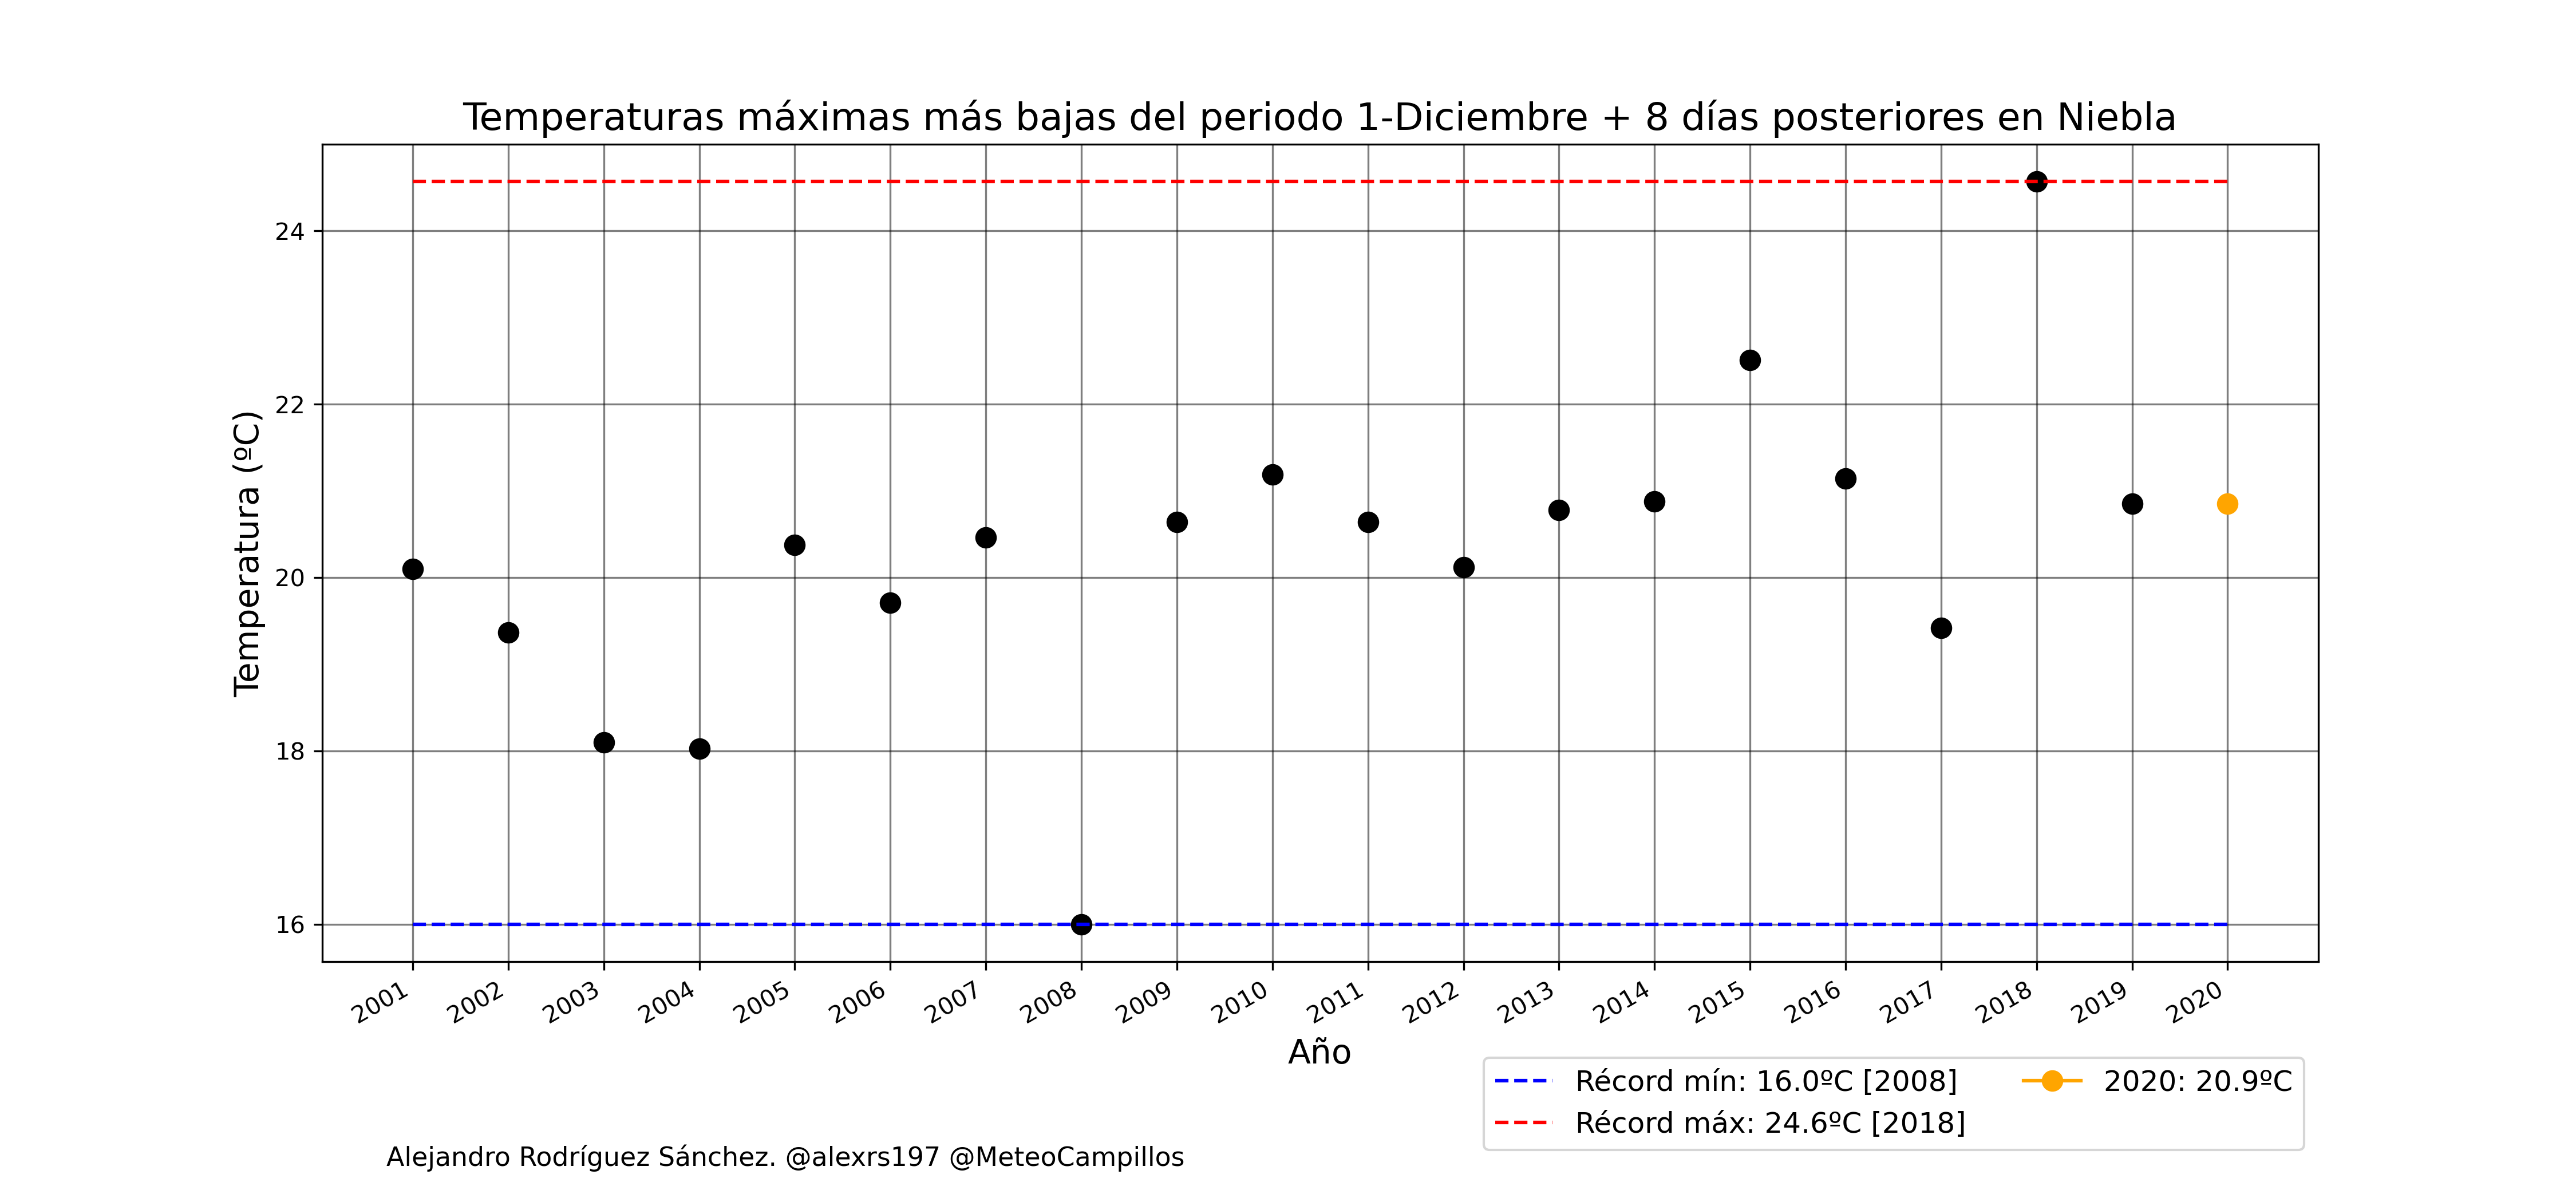 Temperaturas máximas más bajas del periodo 1-Diciembre + 8 días posteriores en Niebla
Temperatura (ºC)
24
22
20
18
16
2001 2002 2003 2004 2005 2006 2007 2008 2009 2010 2011 2012 2013 2014 2015 2016 2017 2018 2019 2020
Año
Récord mín: 16.0ºC [2008]
Récord máx: 24.6ºC [2018]
2020: 20.9ºC
Alejandro Rodríguez Sánchez. @alexrs197 @MeteoCampillos